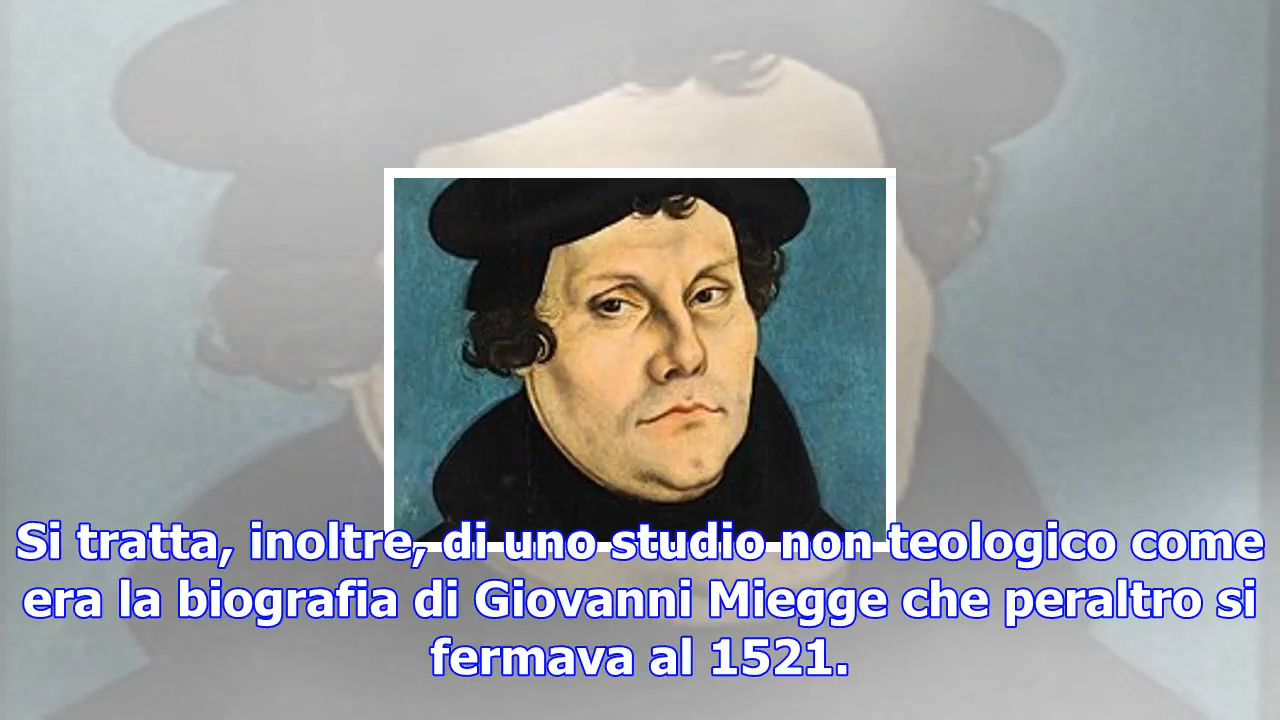 Si tratta, inoltre, di uno studio non teologico come
era la biografia di Giovanni Miegge che peraltro si
fermava al 1521.